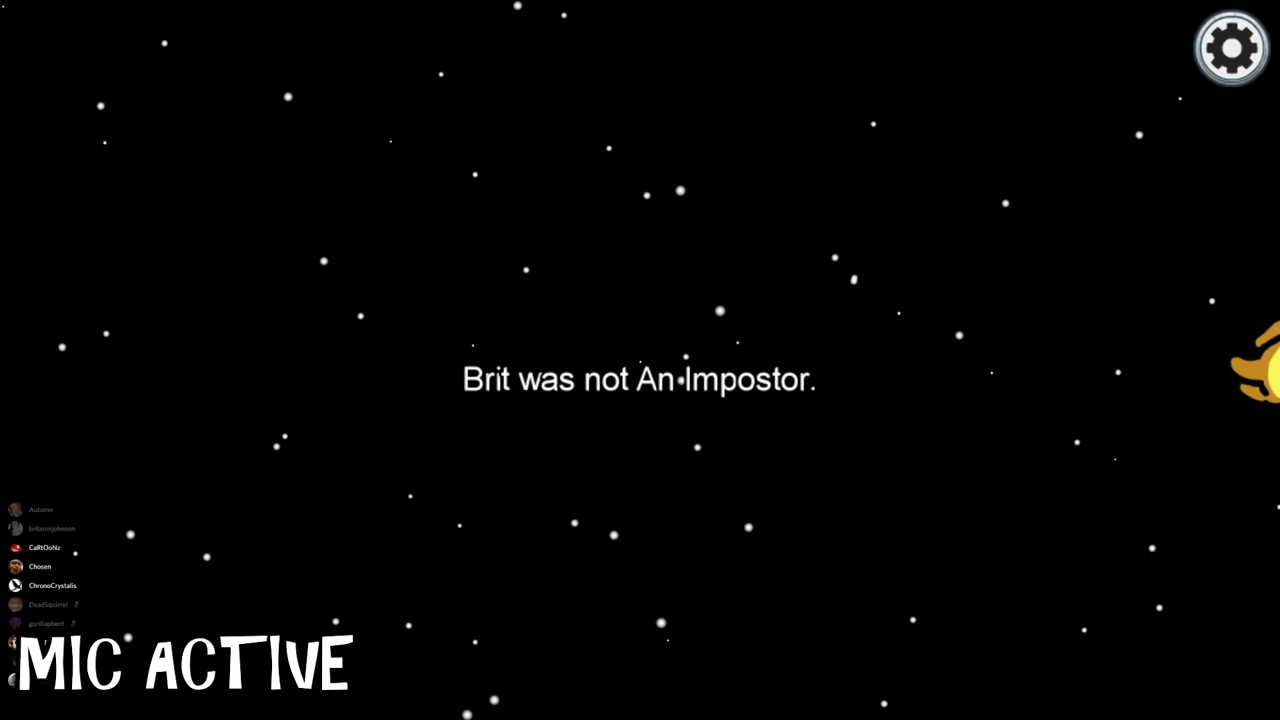 Brit was not An Impostor.
Autumn
britannijohnson
CaRtOoNz
Chosen
ChronoCrystalis
DeadSquirrel
gorillaphent
MIC ACTIVE